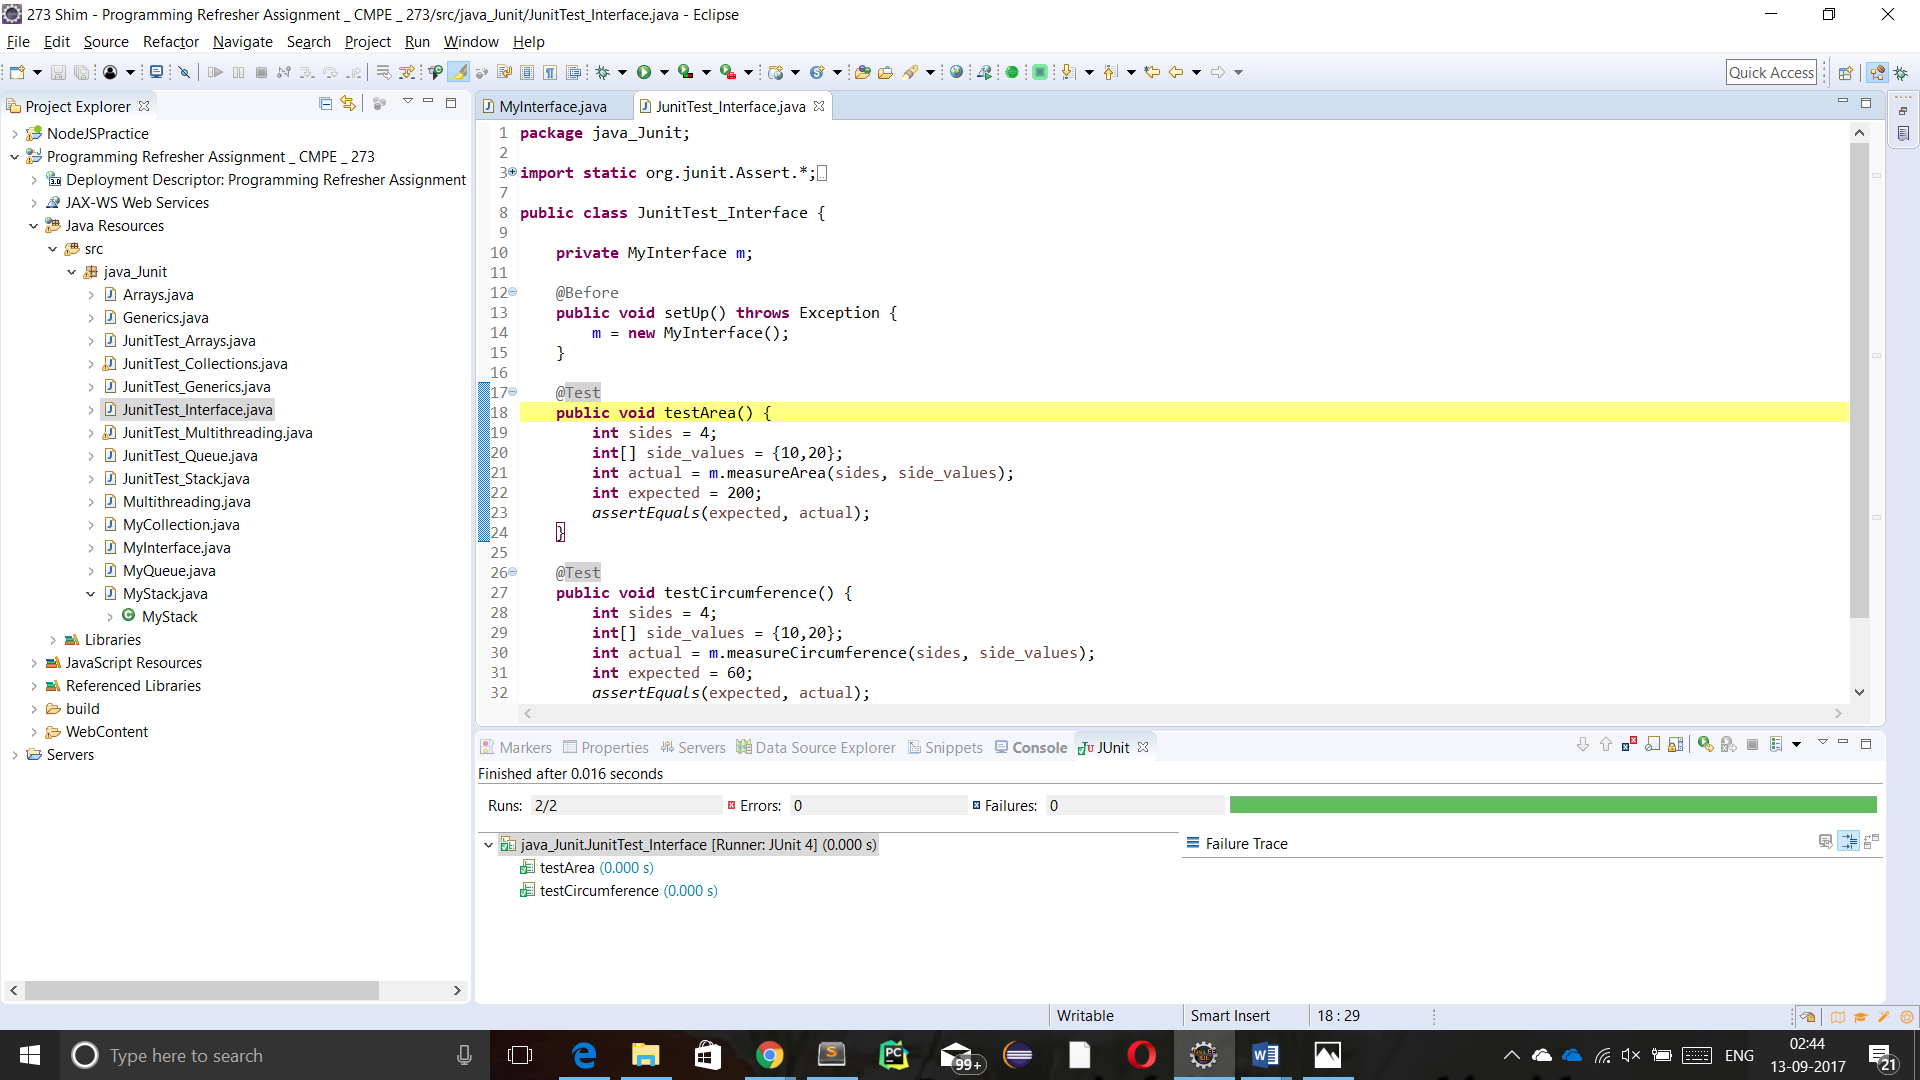 273 Shim - Programming Refresher Assignment _ CMPE _ 273/src/java_Junit/JunitTest_Interface.java - Eclipse
File Edit Source Refactor Navigate Search Project Run Window Help
Quick Access
Project Explorer
NodeJSPractice
Programming Refresher Assignment _ CMPE _ 273
Deployment Descriptor: Programming Refresher Assignment
JAX-WS Web Services
Java Resources
src
java_Junit
Arrays.java
Generics.java
JunitTest_Arrays.java
JunitTest_Collections.java
JunitTest_Generics.java
JunitTest_Interface.java
JunitTest_Multithreading.java
JunitTest_Queue.java
JunitTest_Stack.java
Multithreading.java
MyCollection.java
MyInterface.java
MyQueue.java
MyStack.java
MyStack
Libraries
JavaScript Resources
Referenced Libraries
build
WebContent
Servers
MyInterface.java JunitTest_Interface.java
1 package java_Junit;
2
3 import static org.junit.Assert.*;
7
8 public class JunitTest_Interface {
9
10 private MyInterface m;
11
12 @Before
13 public void setUp() throws Exception {
14 m = new MyInterface();
15 }
16
17 @Test
18 public void testArea() {
19 int sides = 4;
20 int[] side_values = {10,20};
21 int actual = m.measureArea(sides, side_values);
22 int expected = 200;
23 assertEquals(expected, actual);
24 }
25
26 @Test
27 public void testCircumference() {
28 int sides = 4;
29 int[] side_values = {10,20};
30 int actual = m.measureCircumference(sides, side_values);
31 int expected = 60;
32 assertEquals(expected, actual);
Markers Properties Servers Data Source Explorer Snippets Console JUnit
Finished after 0.016 seconds
Runs: 2/2 Errors: 0 Failures: 0
java_Junit.JunitTest_Interface [Runner: JUnit 4] (0.000 s)
testArea (0.000 s)
testCircumference (0.000 s)
Failure Trace
Writable Smart Insert 18 : 29
Type here to search
99+
ENG
02:44
13-09-2017
21